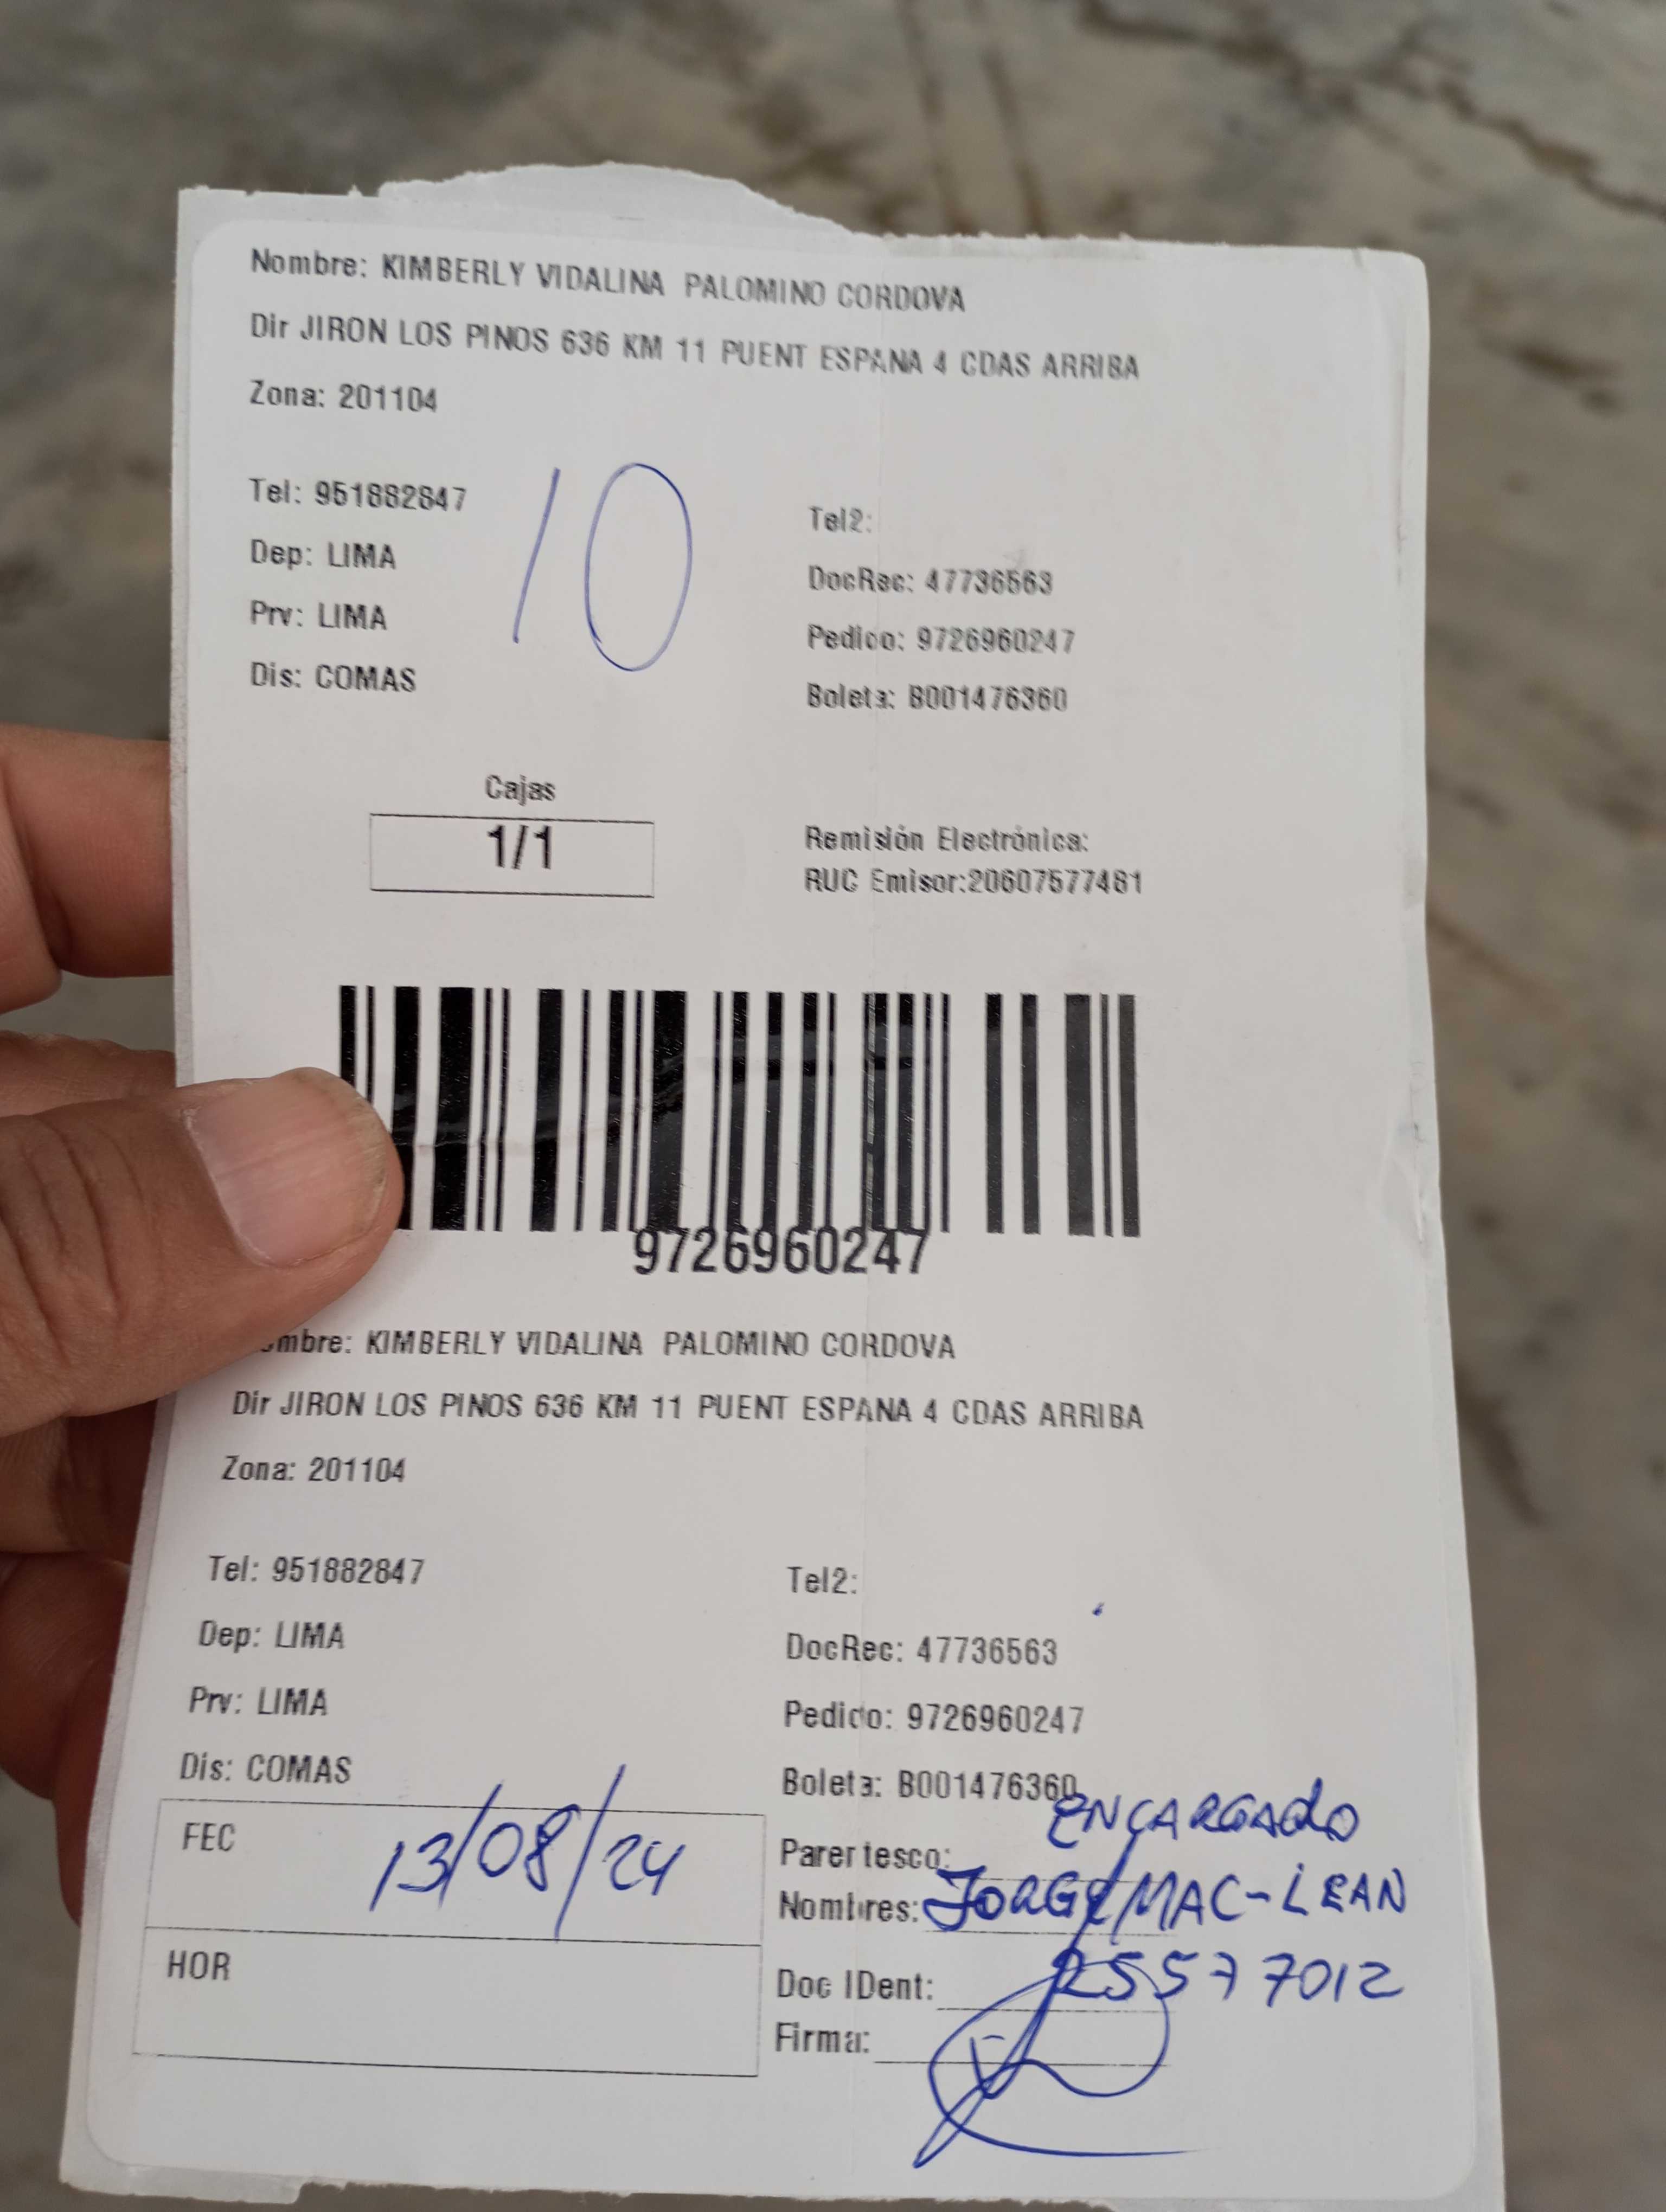 Nombre: KIMBERLY VIDALINA PALOMINO CORDOVA
Dir JIRON LOS PINOS 636 KM 11 PUENT ESPANA 4 CDAS ARRIBA
Zona: 201104
10
Tel: 951882847
Tel2:
Dep: LIMA
DocRec: 47736563
Prv: LIMA
Pedido: 9726960247
Dis: COMAS
Boleta: B001476360
Cajas
1/1
Remisión Electrónica:
RUC Emisor:20607577481
9726960247
mbre: KIMBERLY VIDALINA PALOMINO CORDOVA
Dir JIRON LOS PINOS 636 KM 11 PUENT ESPANA 4 CDAS ARRIBA
Zona: 201104
Tel: 951882847
Tel2:
Dep: LIMA
DocRec: 47736563
Prv: LIMA
Pedido: 9726960247
Dis: COMAS
Boleta: B001476360
FEC 13/08/24
Parentesco: ENCARGADO
Nombres: JORGE MAC-LEAN
HOR
Doc IDent: 25577012
Firma: